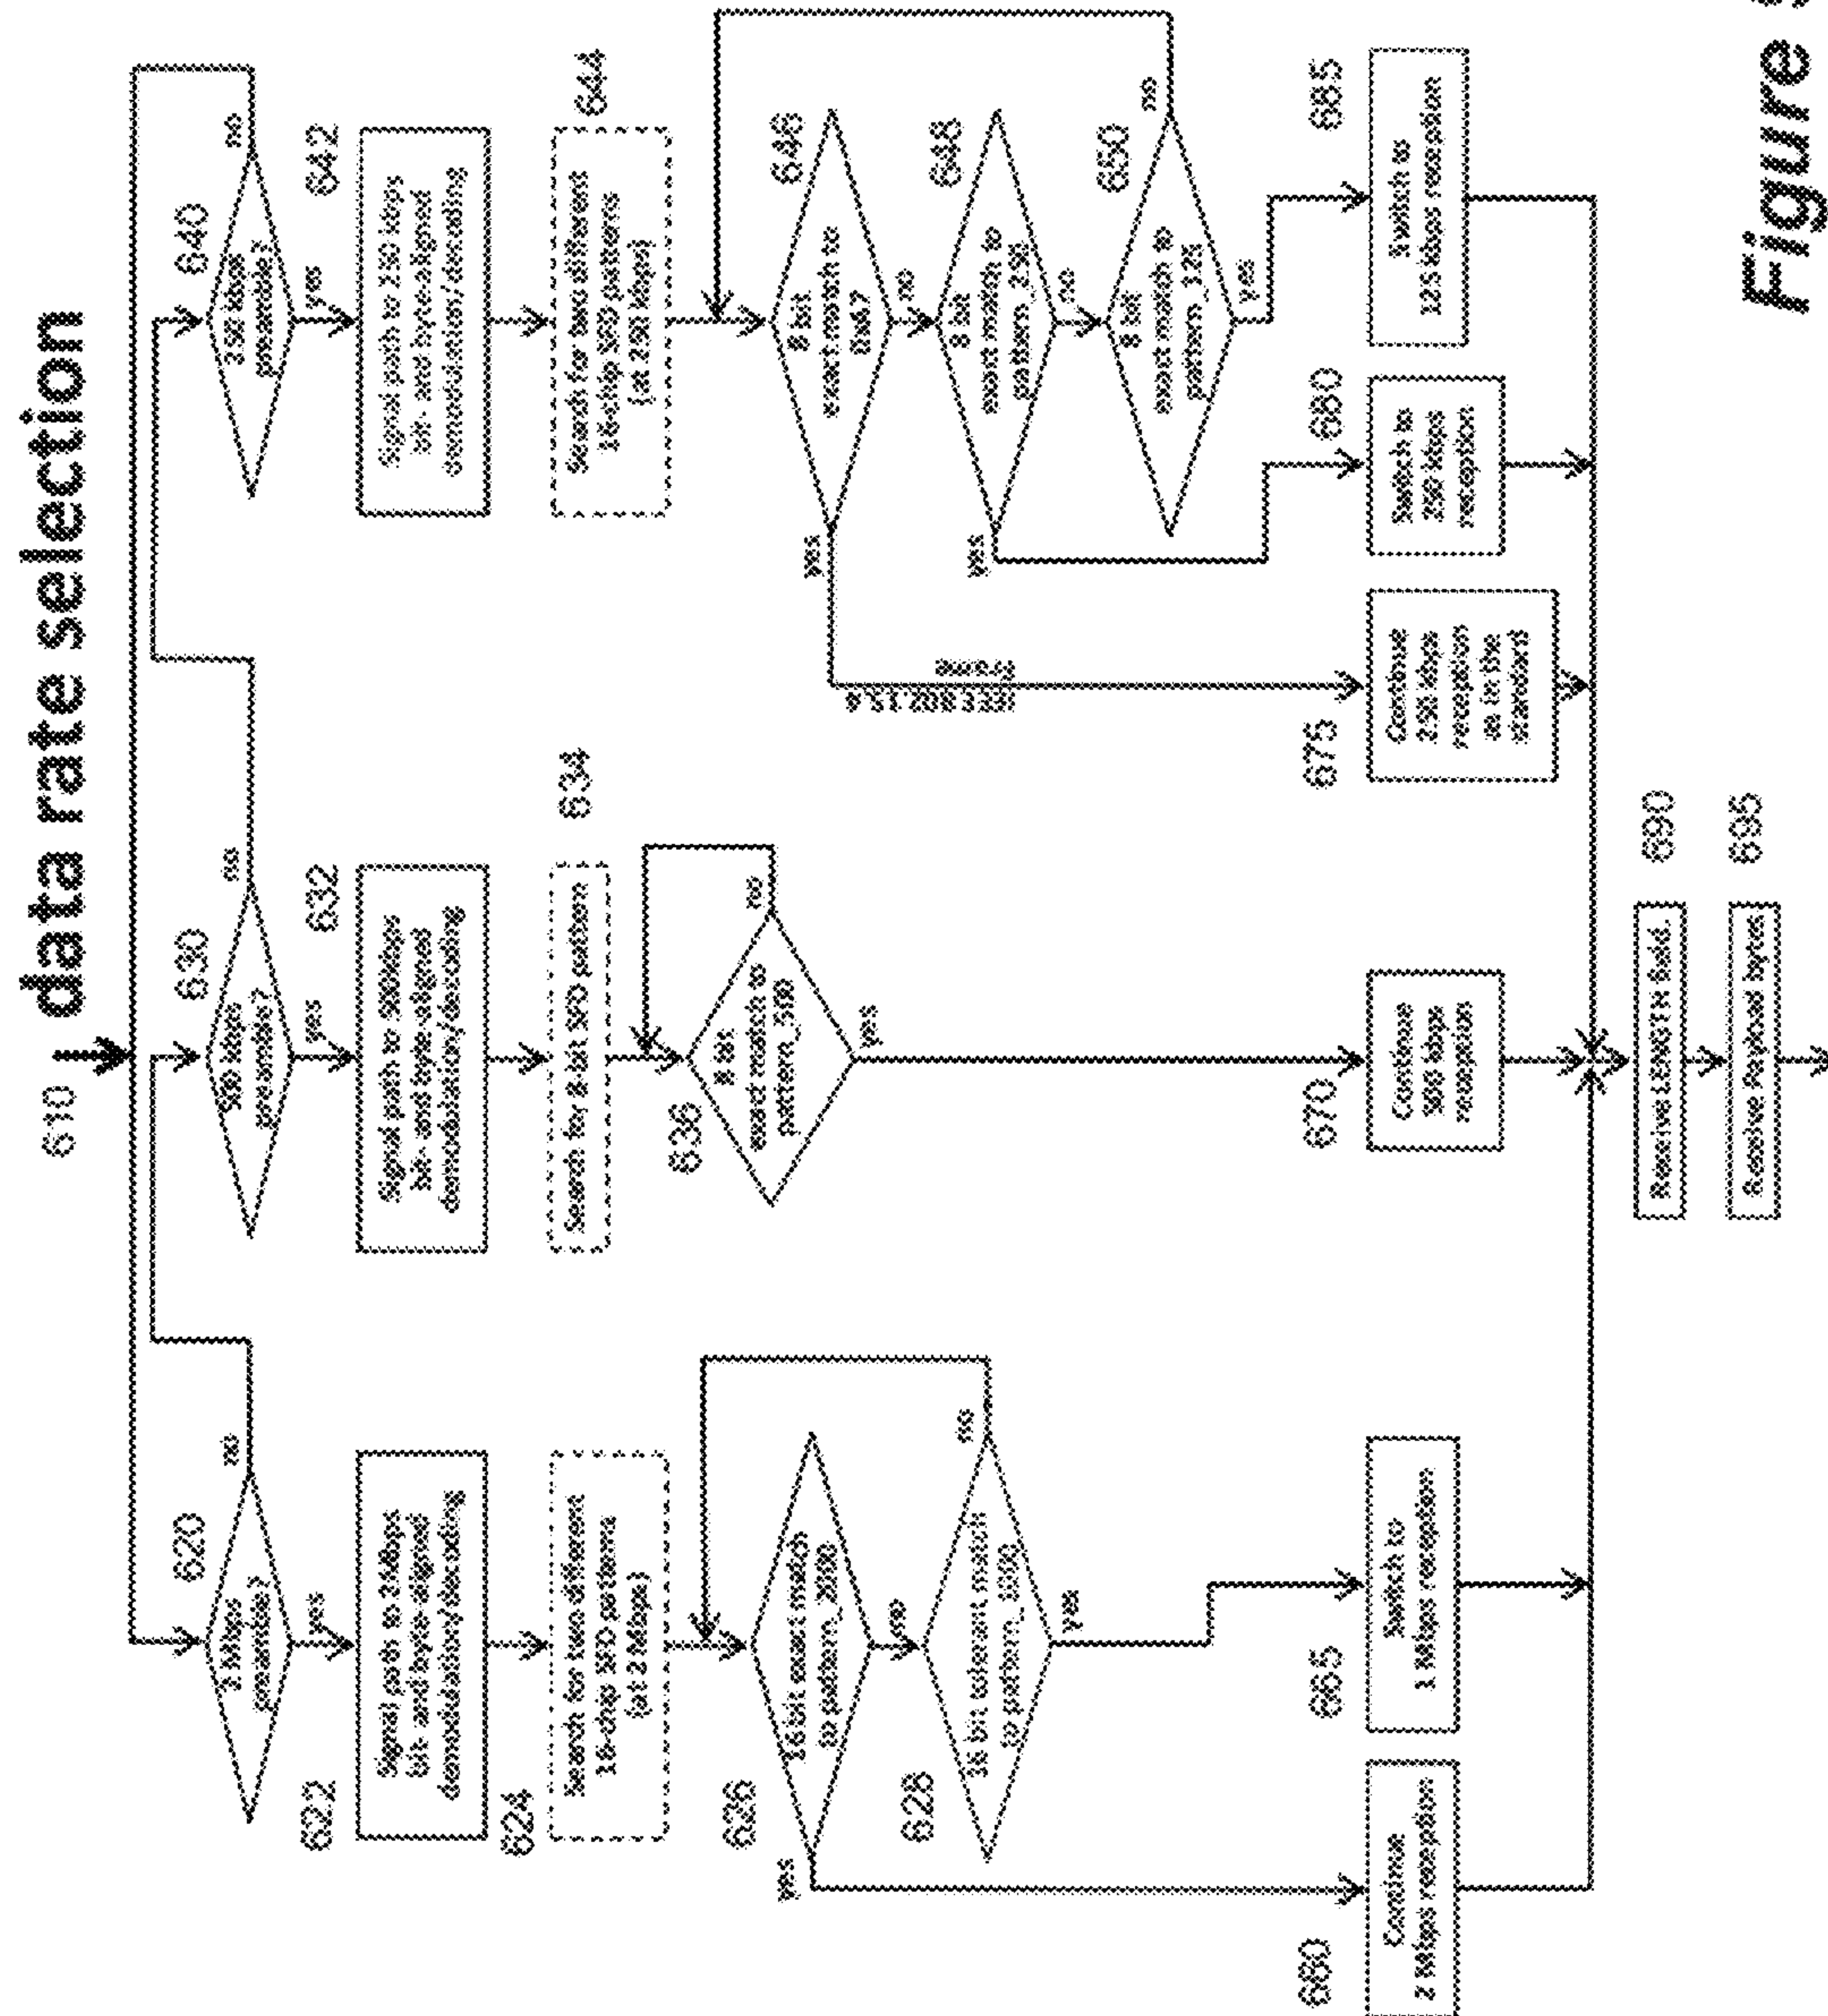 data rate selection
610
620
2 Mbps
preamble?
no
yes
622
Signal path to 2 Mbps
bit- and byte-aligned
demodulation/decoding
624
Search for two different
16-chip SFD patterns
(at 2 Mbps)
626
16 bit exact match
to pattern_2000
yes
no
628
16 bit tolerant match
to pattern_1000
no
yes
660
Continue
2 Mbps reception
665
Switch to
1 Mbps reception
630
500 kbps
preamble?
no
yes
632
Signal path to 500kbps
bit- and byte-aligned
demodulation/decoding
634
Search for 8-bit SFD pattern
636
8 bit
exact match to
pattern_500
no
yes
670
Continue
500 kbps
reception
640
250 kbps
preamble?
no
yes
642
Signal path to 250 kbps
bit- and byte-aligned
demodulation/decoding
644
Search for two different
16-chip SFD patterns
(at 250 kbps)
646
8 bit
exact match to
0xA7
yes
no
648
8 bit
exact match to
pattern_250
yes
no
650
8 bit
exact match to
pattern_125
no
yes
IEEE 802.15.4
frame
675
Continue
250 kbps
reception
as in the
standard
680
Switch to
250 kbps
reception
685
Switch to
125 kbps reception
690
Receive LENGTH field
695
Receive Payload bytes
Figure